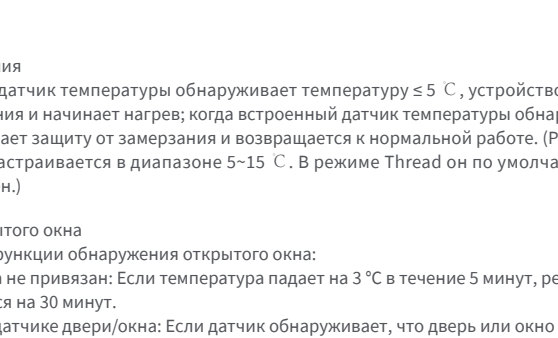 ия
датчик температуры обнаруживает температуру ≤ 5 ℃, устройство
ния и начинает нагрев; когда встроенный датчик температуры обнар
ает защиту от замерзания и возвращается к нормальной работе. (Р
астраивается в диапазоне 5~15 ℃. В режиме Thread он по умолча
н.)
ытого окна
функции обнаружения открытого окна:
а не привязан: Если температура падает на 3 ℃ в течение 5 минут, ре
ся на 30 минут.
датчике двери/окна: Если датчик обнаруживает, что дверь или окно